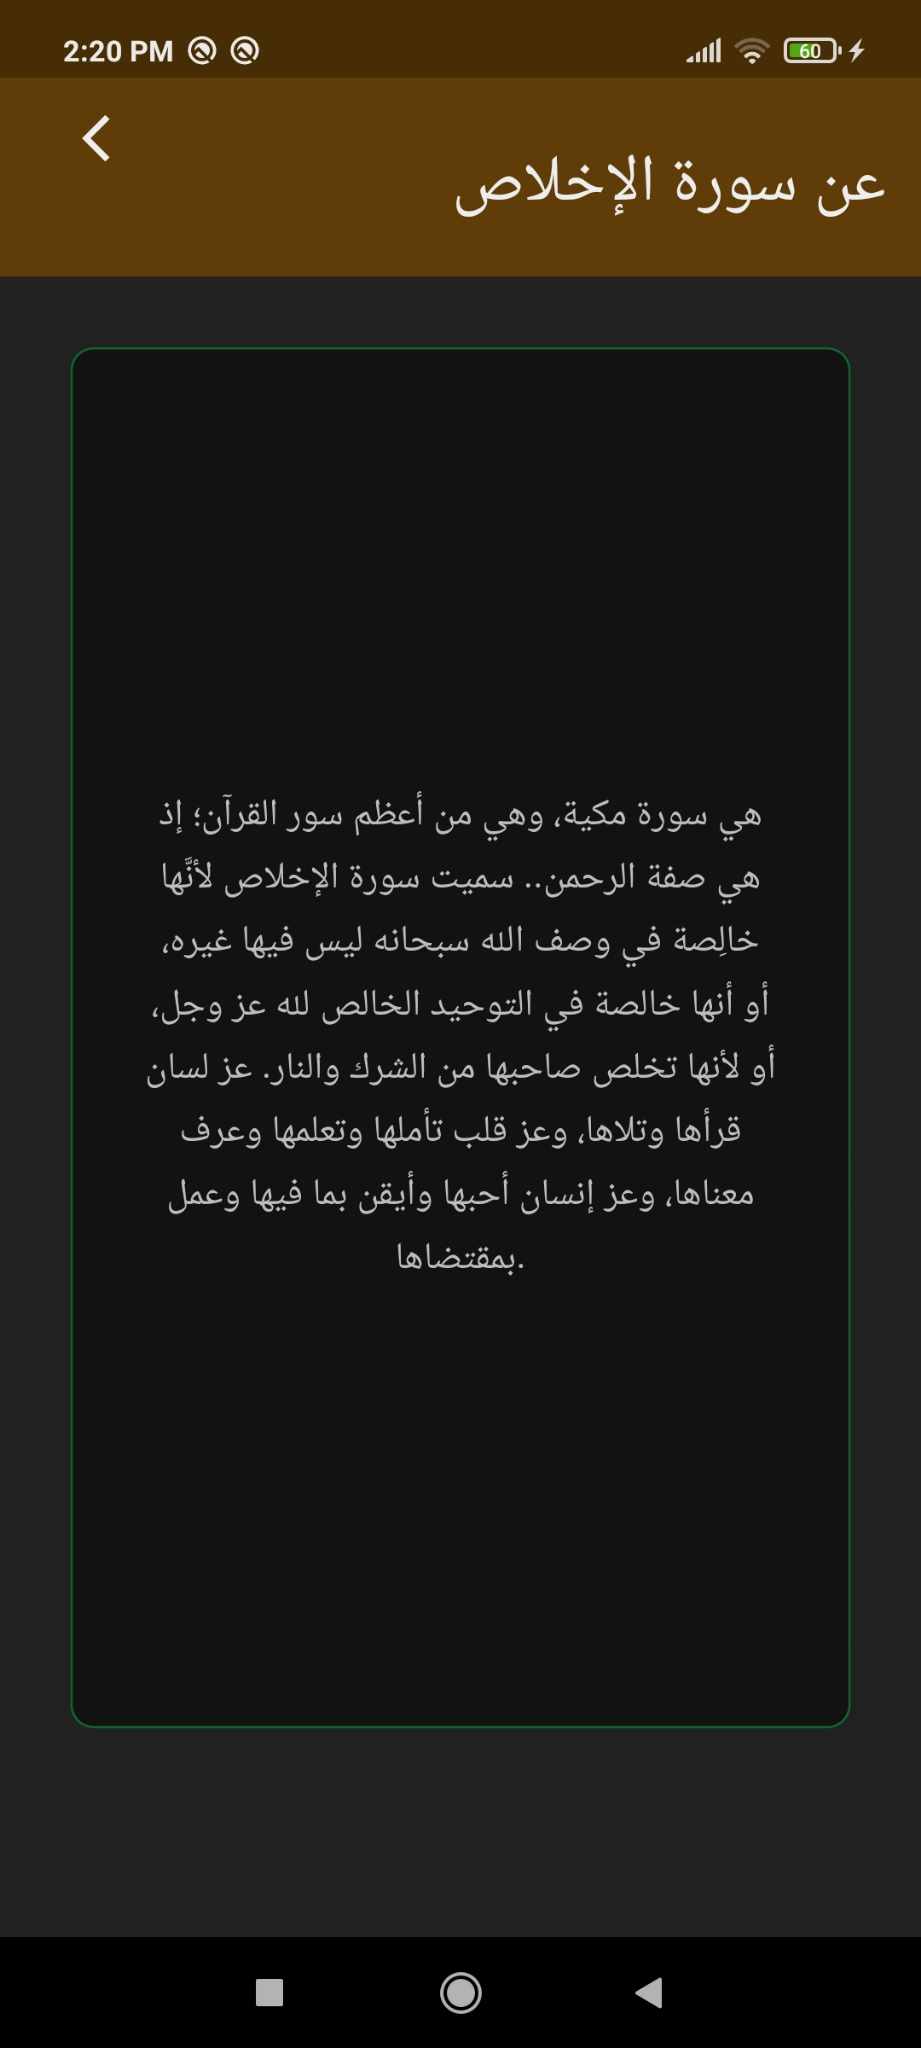 2:20 PM
60
عن سورة الإخلاص
هي سورة مكية، وهي من أعظم سور القرآن؛ إذ
هي صفة الرحمن.. سميت سورة الإخلاص لأنَّها
خالِصة في وصف الله سبحانه ليس فيها غيره،
أو أنها خالصة في التوحيد الخالص لله عز وجل،
أو لأنها تخلص صاحبها من الشرك والنار. عز لسان
قرأها وتلاها، وعز قلب تأملها وتعلمها وعرف
معناها، وعز إنسان أحبها وأيقن بما فيها وعمل
.بمقتضاها